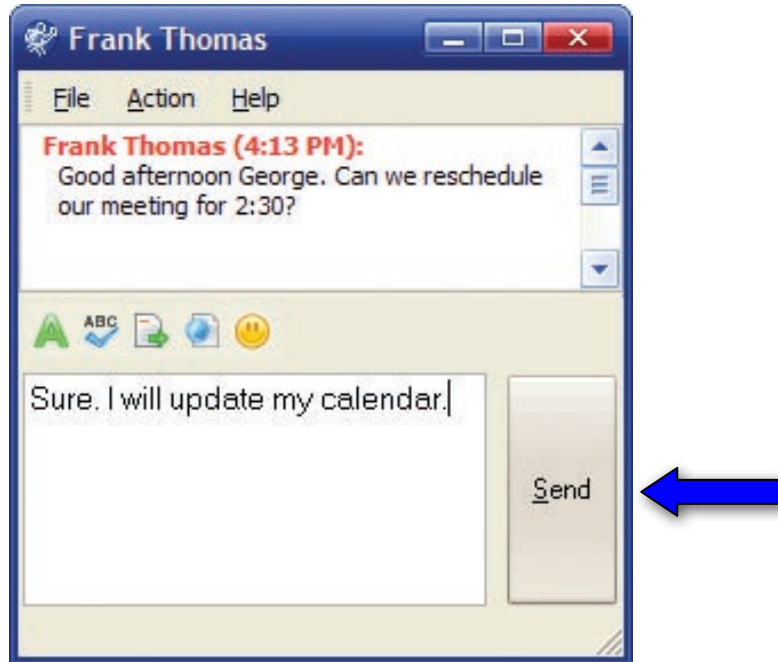 Frank Thomas
File Action Help
Frank Thomas (4:13 PM):
Good afternoon George. Can we reschedule
our meeting for 2:30?
ABC
Sure. I will update my calendar.
Send